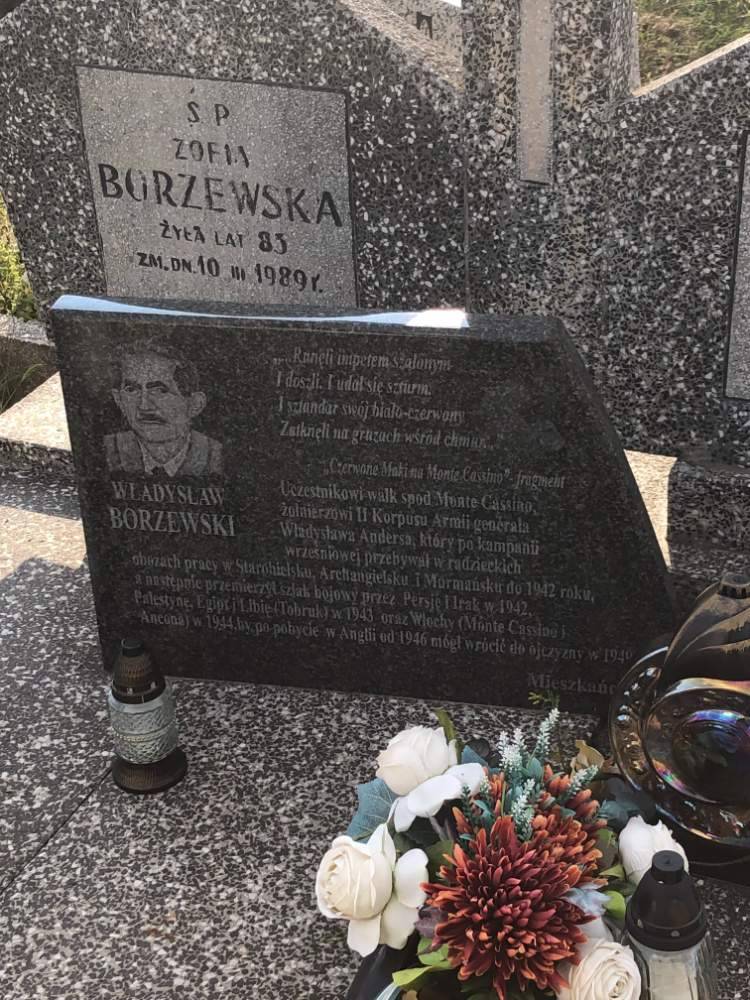 Ś P
ZOFIA
BORZEWSKA
ŻYŁA LAT 83
ZM. DN. 10 III 1989 r.
„...Runęli impetem szalonym
I doszli. I udał się szturm.
I sztandar swój biało-czerwony
Zatknęli na gruzach wśród chmur..."
„Czerwone Maki na Monte Cassino"- fragment
WŁADYSŁAW
BORZEWSKI
Uczestnikowi walk spod Monte Cassino,
żołnierzowi II Korpusu Armii generała
Władysława Andersa, który po kampanii
wrześniowej przebywał w radzieckich
obozach pracy w Starobielsku, Archangielsku i Murmańsku do 1942 roku,
a następnie przemierzył szlak bojowy przez Persję i Irak w 1942,
Palestynę, Egipt i Libię (Tobruk) w 1943 oraz Włochy (Monte Cassino i
Ancona) w 1944, by po pobycie w Anglii od 1946 mógł wrócić do ojczyzny w 1949